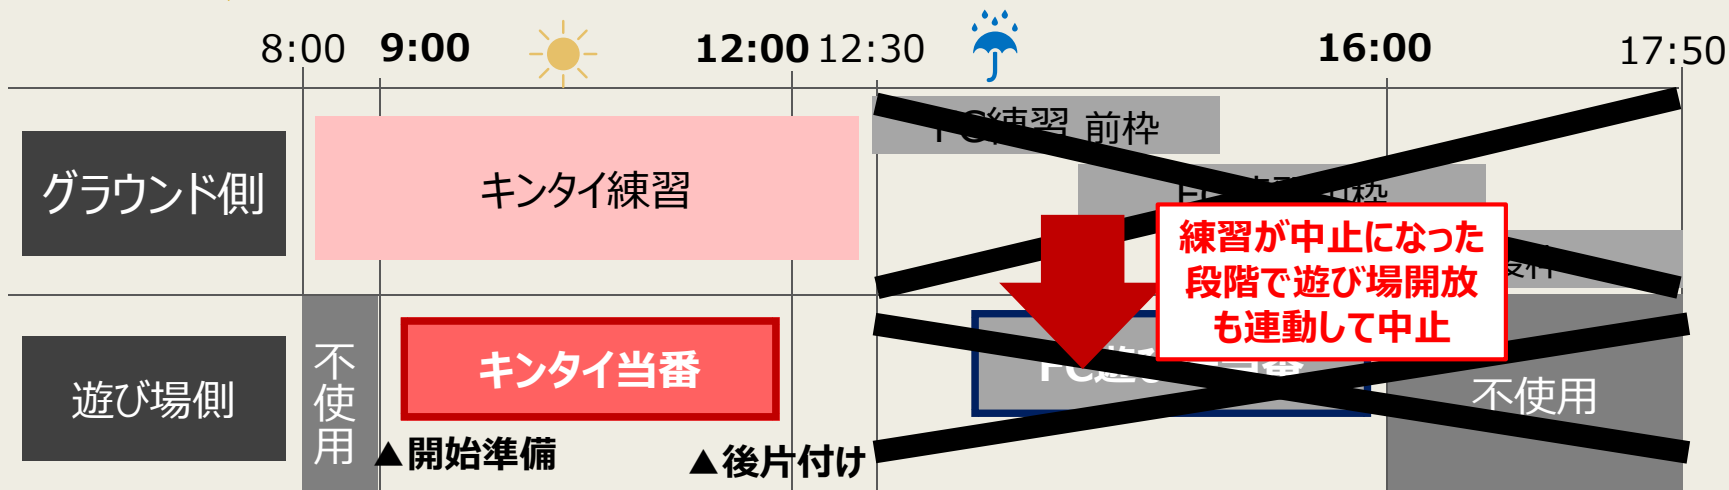 8:00 9:00 12:00 12:30 16:00 17:50
グラウンド側
キンタイ練習
練習 前枠
練習が中止になった
段階で遊び場開放
も連動して中止
遊び場側
不使用
キンタイ当番
▲開始準備
▲後片付け
不使用